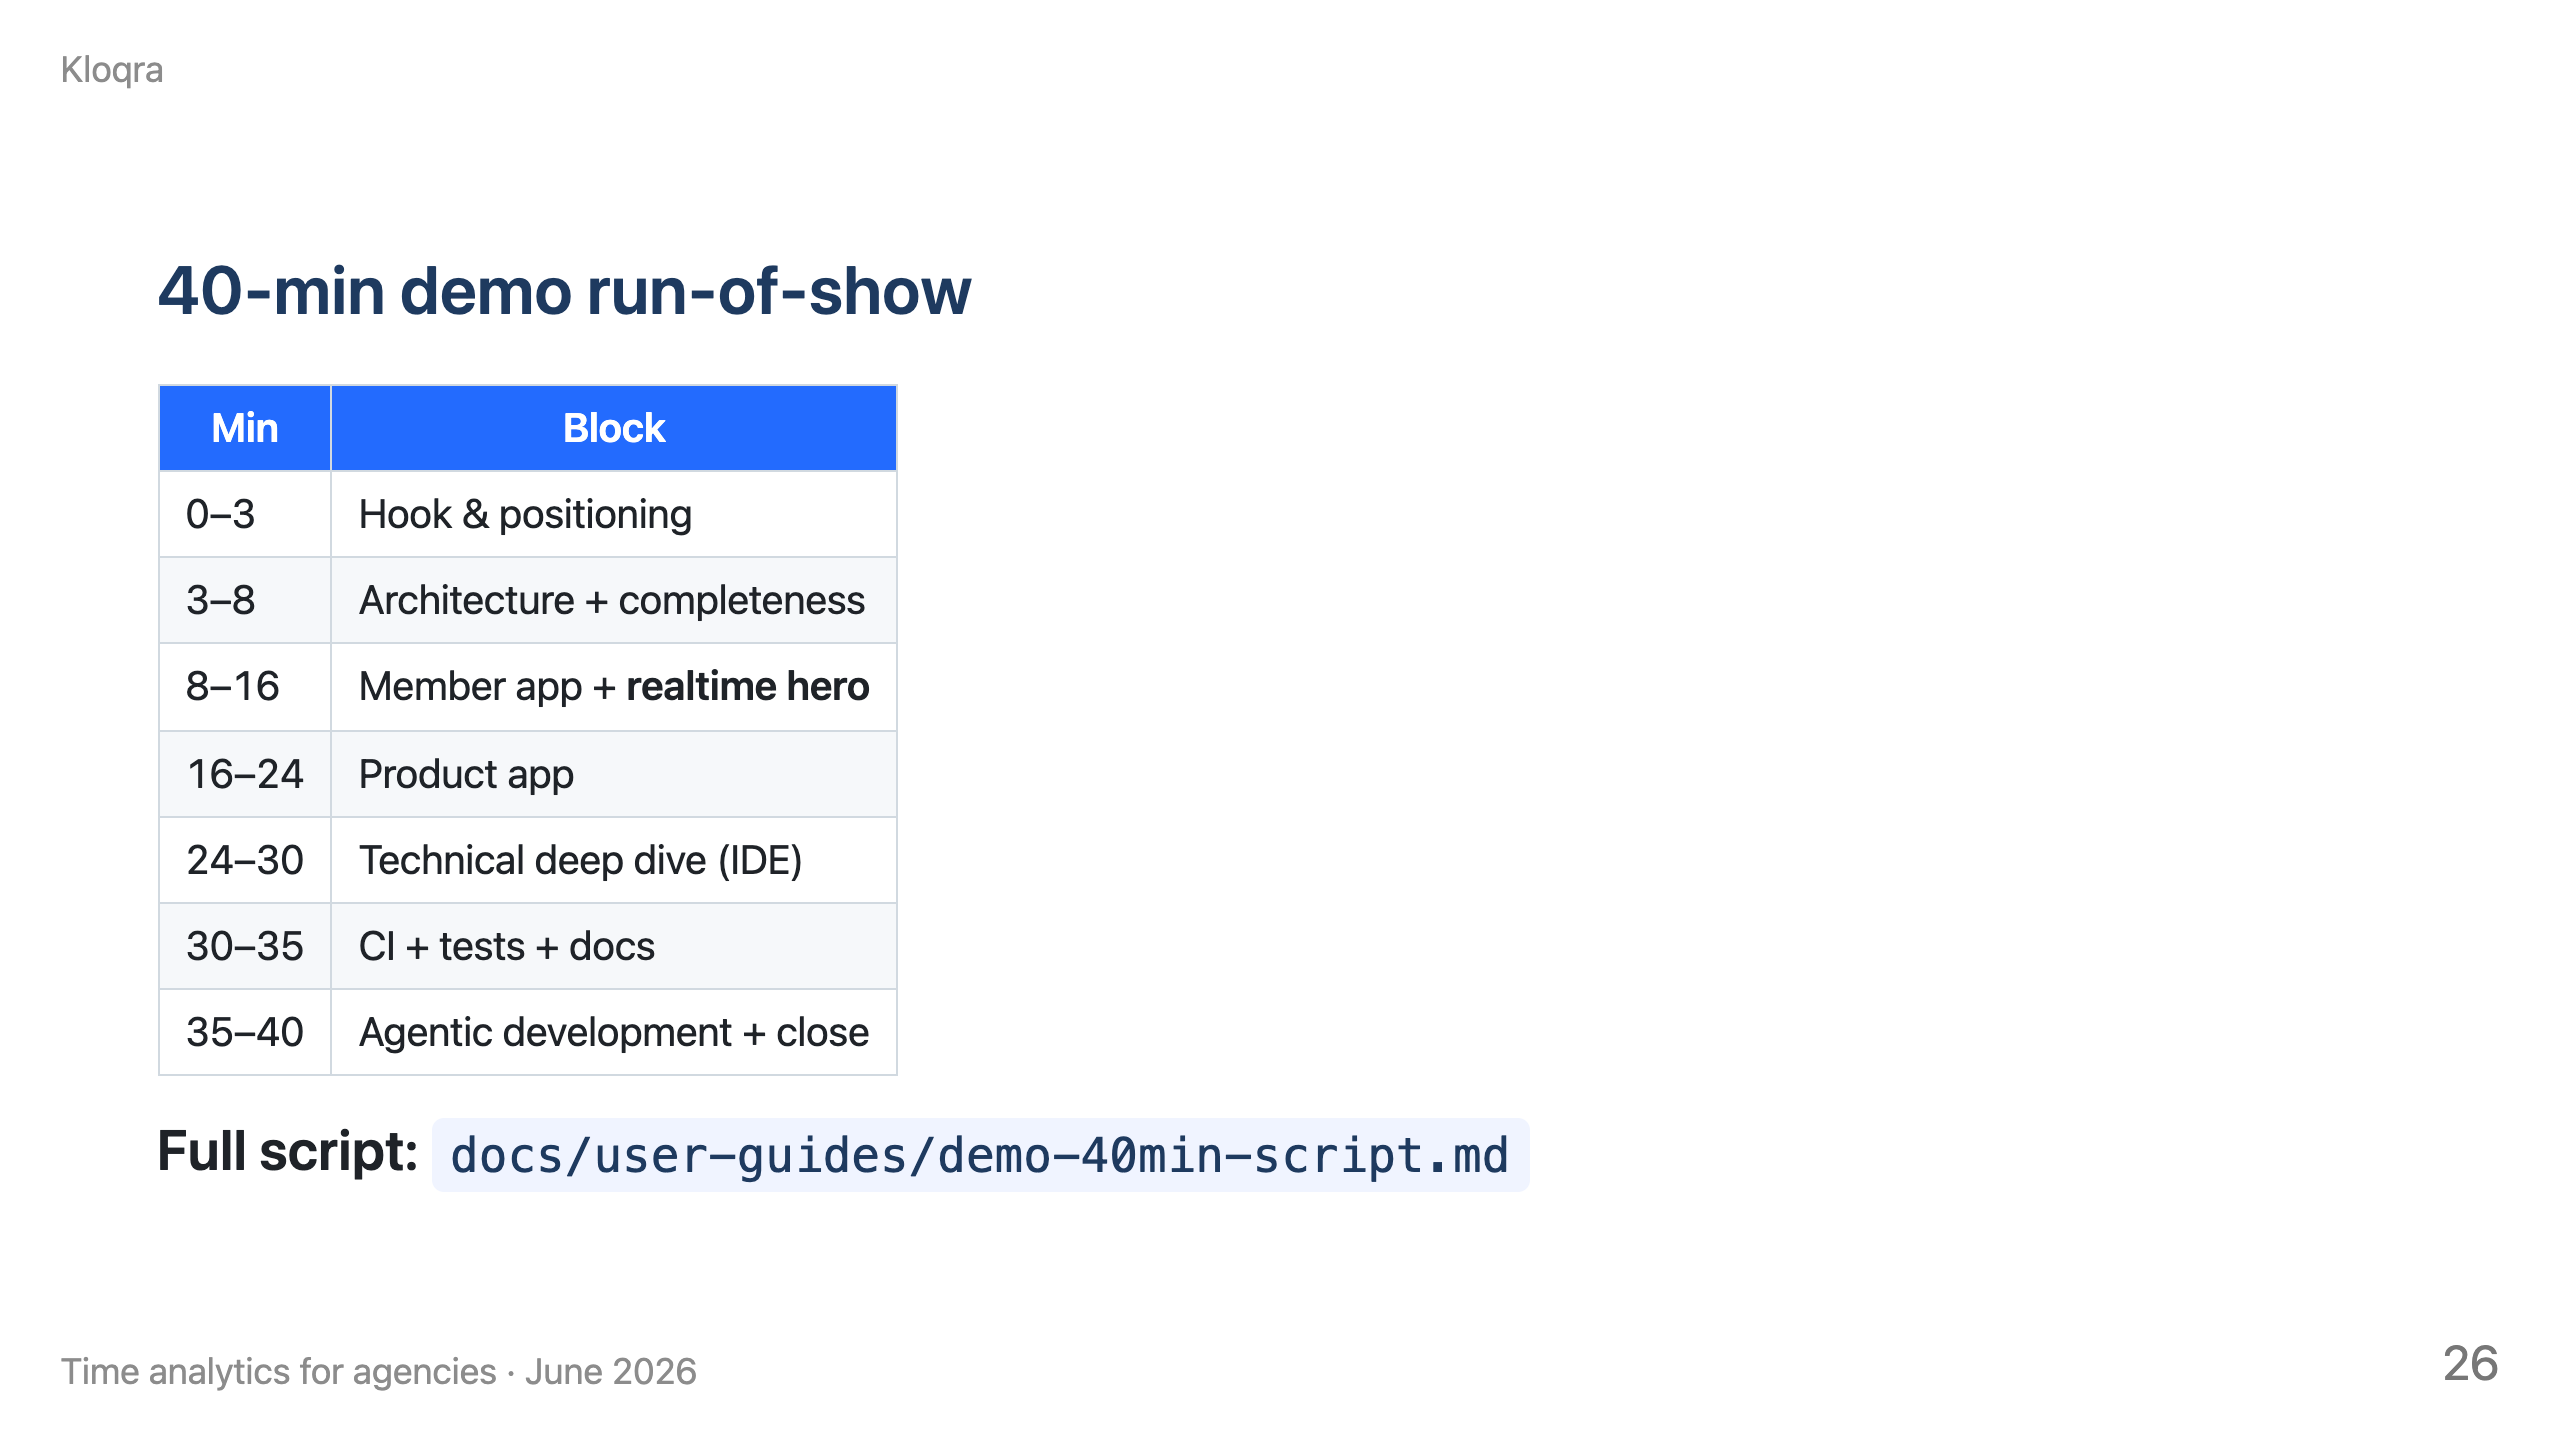 Kloqra
40-min demo run-of-show
Min Block
0–3 Hook & positioning
3–8 Architecture + completeness
8–16 Member app + realtime hero
16–24 Product app
24–30 Technical deep dive (IDE)
30–35 CI + tests + docs
35–40 Agentic development + close
Full script: docs/user-guides/demo-40min-script.md
Time analytics for agencies · June 2026
26